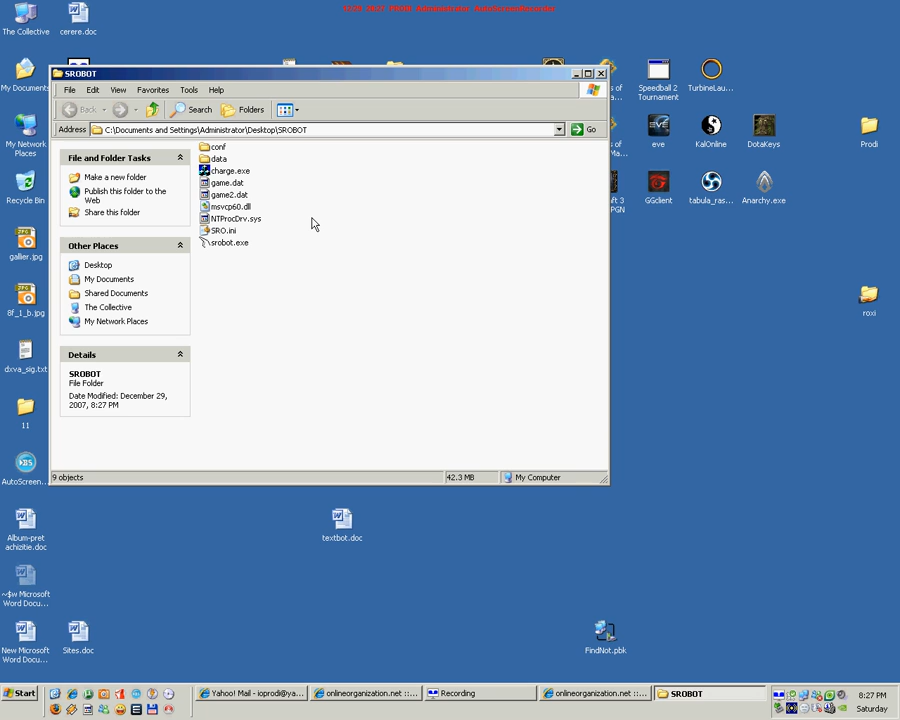 The Collective
cerere.doc
SROBOT
File Edit View Favorites Tools Help
Back Search Folders
Address C:\Documents and Settings\Administrator\Desktop\SROBOT Go
File and Folder Tasks
Make a new folder
Publish this folder to the
Web
Share this folder
Other Places
Desktop
My Documents
Shared Documents
The Collective
My Network Places
Details
SROBOT
File Folder
Date Modified: December 29,
2007, 8:27 PM
conf
data
charge.exe
game.dat
game2.dat
msvcp60.dll
NTProcDrv.sys
SRO.ini
srobot.exe
9 objects 42.3 MB My Computer
My Documents
My Network
Places
Recycle Bin
galier.jpg
8f_1_b.jpg
dxva_sig.txt
11
AutoScreen...
Album-pret
achizitie.doc
~$w Microsoft
Word Docu...
New Microsoft
Word Docu...
Sites.doc
textbot.doc
FindNot.pbk
Speedball 2
Tournament
TurbineLau...
eve
KalOnline
DotaKeys
GGclient
tabula_ras...
Anarchy.exe
Prodi
roxi
Start Yahoo! Mail - ioprodi@ya... onlineorganization.net ::... Recording onlineorganization.net ::... SROBOT 8:27 PM
Saturday